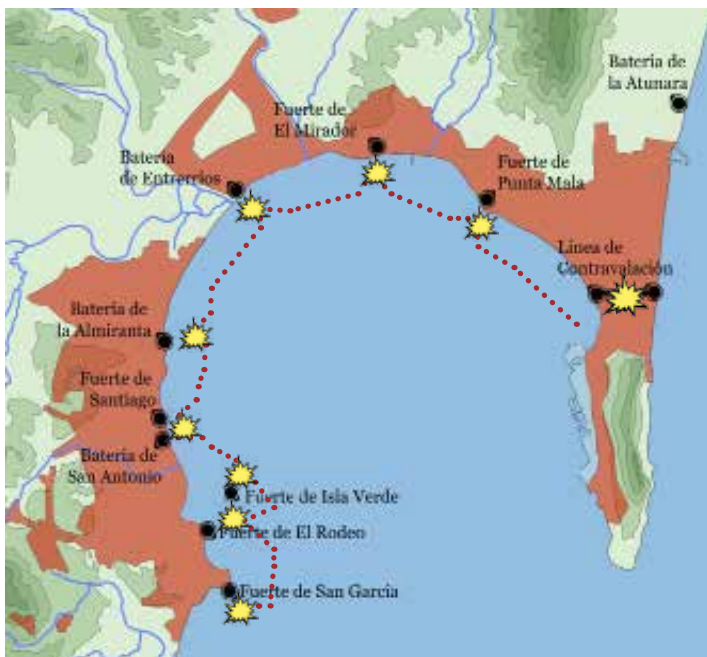 Batería de
la Atunara
Fuerte de
El Mirador
Batería
de Entrerríos
Fuerte de
Punta Mala
Línea de
Contravalación
Batería de
la Almiranta
Fuerte de
Santiago
Batería de
San Antonio
Fuerte de Isla Verde
Fuerte de El Rodeo
Fuerte de San García